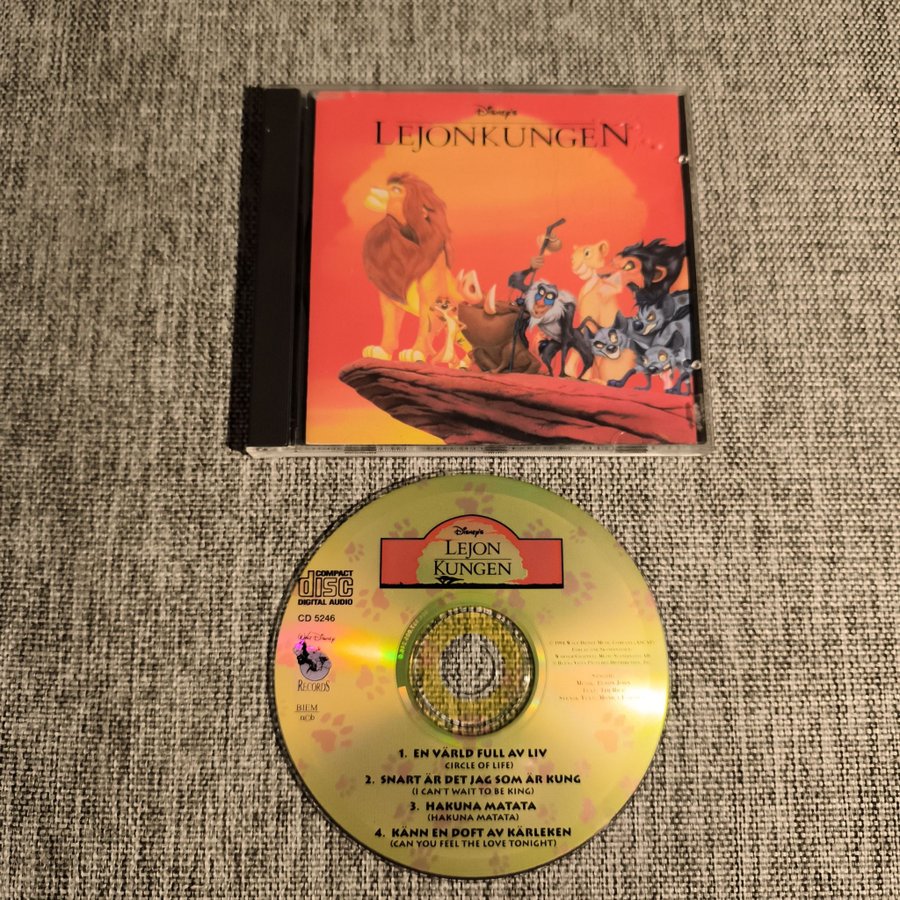 Disney's
LEJONKUNGEN
Disney's
LEJON
KUNGEN
COMPACT
disc
DIGITAL AUDIO
CD 5246
WALT DISNEY
RECORDS
BIEM
n©b
1. EN VÄRLD FULL AV LIV
CIRCLE OF LIFE)
2. SNART ÄR DET JAG SOM ÄR KUNG
(I CAN'T WAIT TO BE KING)
3. HAKUNA MATATA
(HAKUNA MATATA)
4. KÄNN EN DOFT AV KÄRLEKEN
(CAN YOU FEEL THE LOVE TONIGHT)